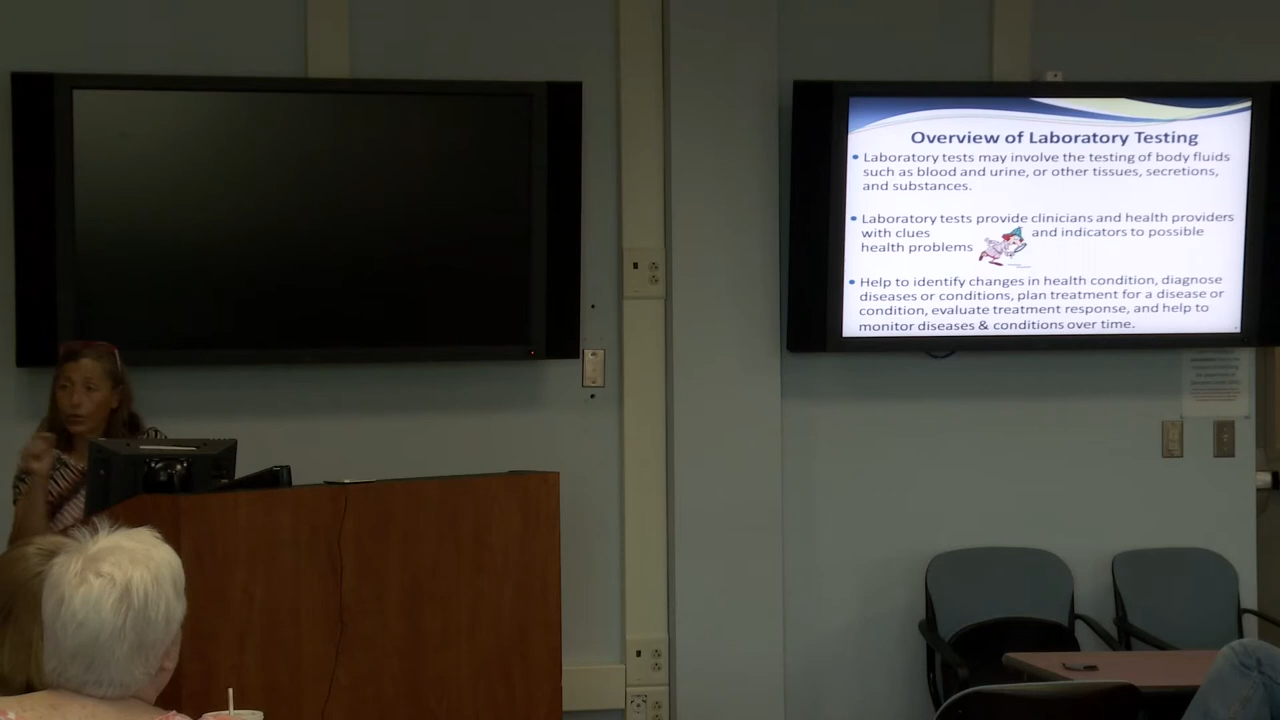 Overview of Laboratory Testing
• Laboratory tests may involve the testing of body fluids
such as blood and urine, or other tissues, secretions,
and substances.
• Laboratory tests provide clinicians and health providers
with clues and indicators to possible
health problems
• Help to identify changes in health condition, diagnose
diseases or conditions, plan treatment for a disease or
condition, evaluate treatment response, and help to
monitor diseases & conditions over time.